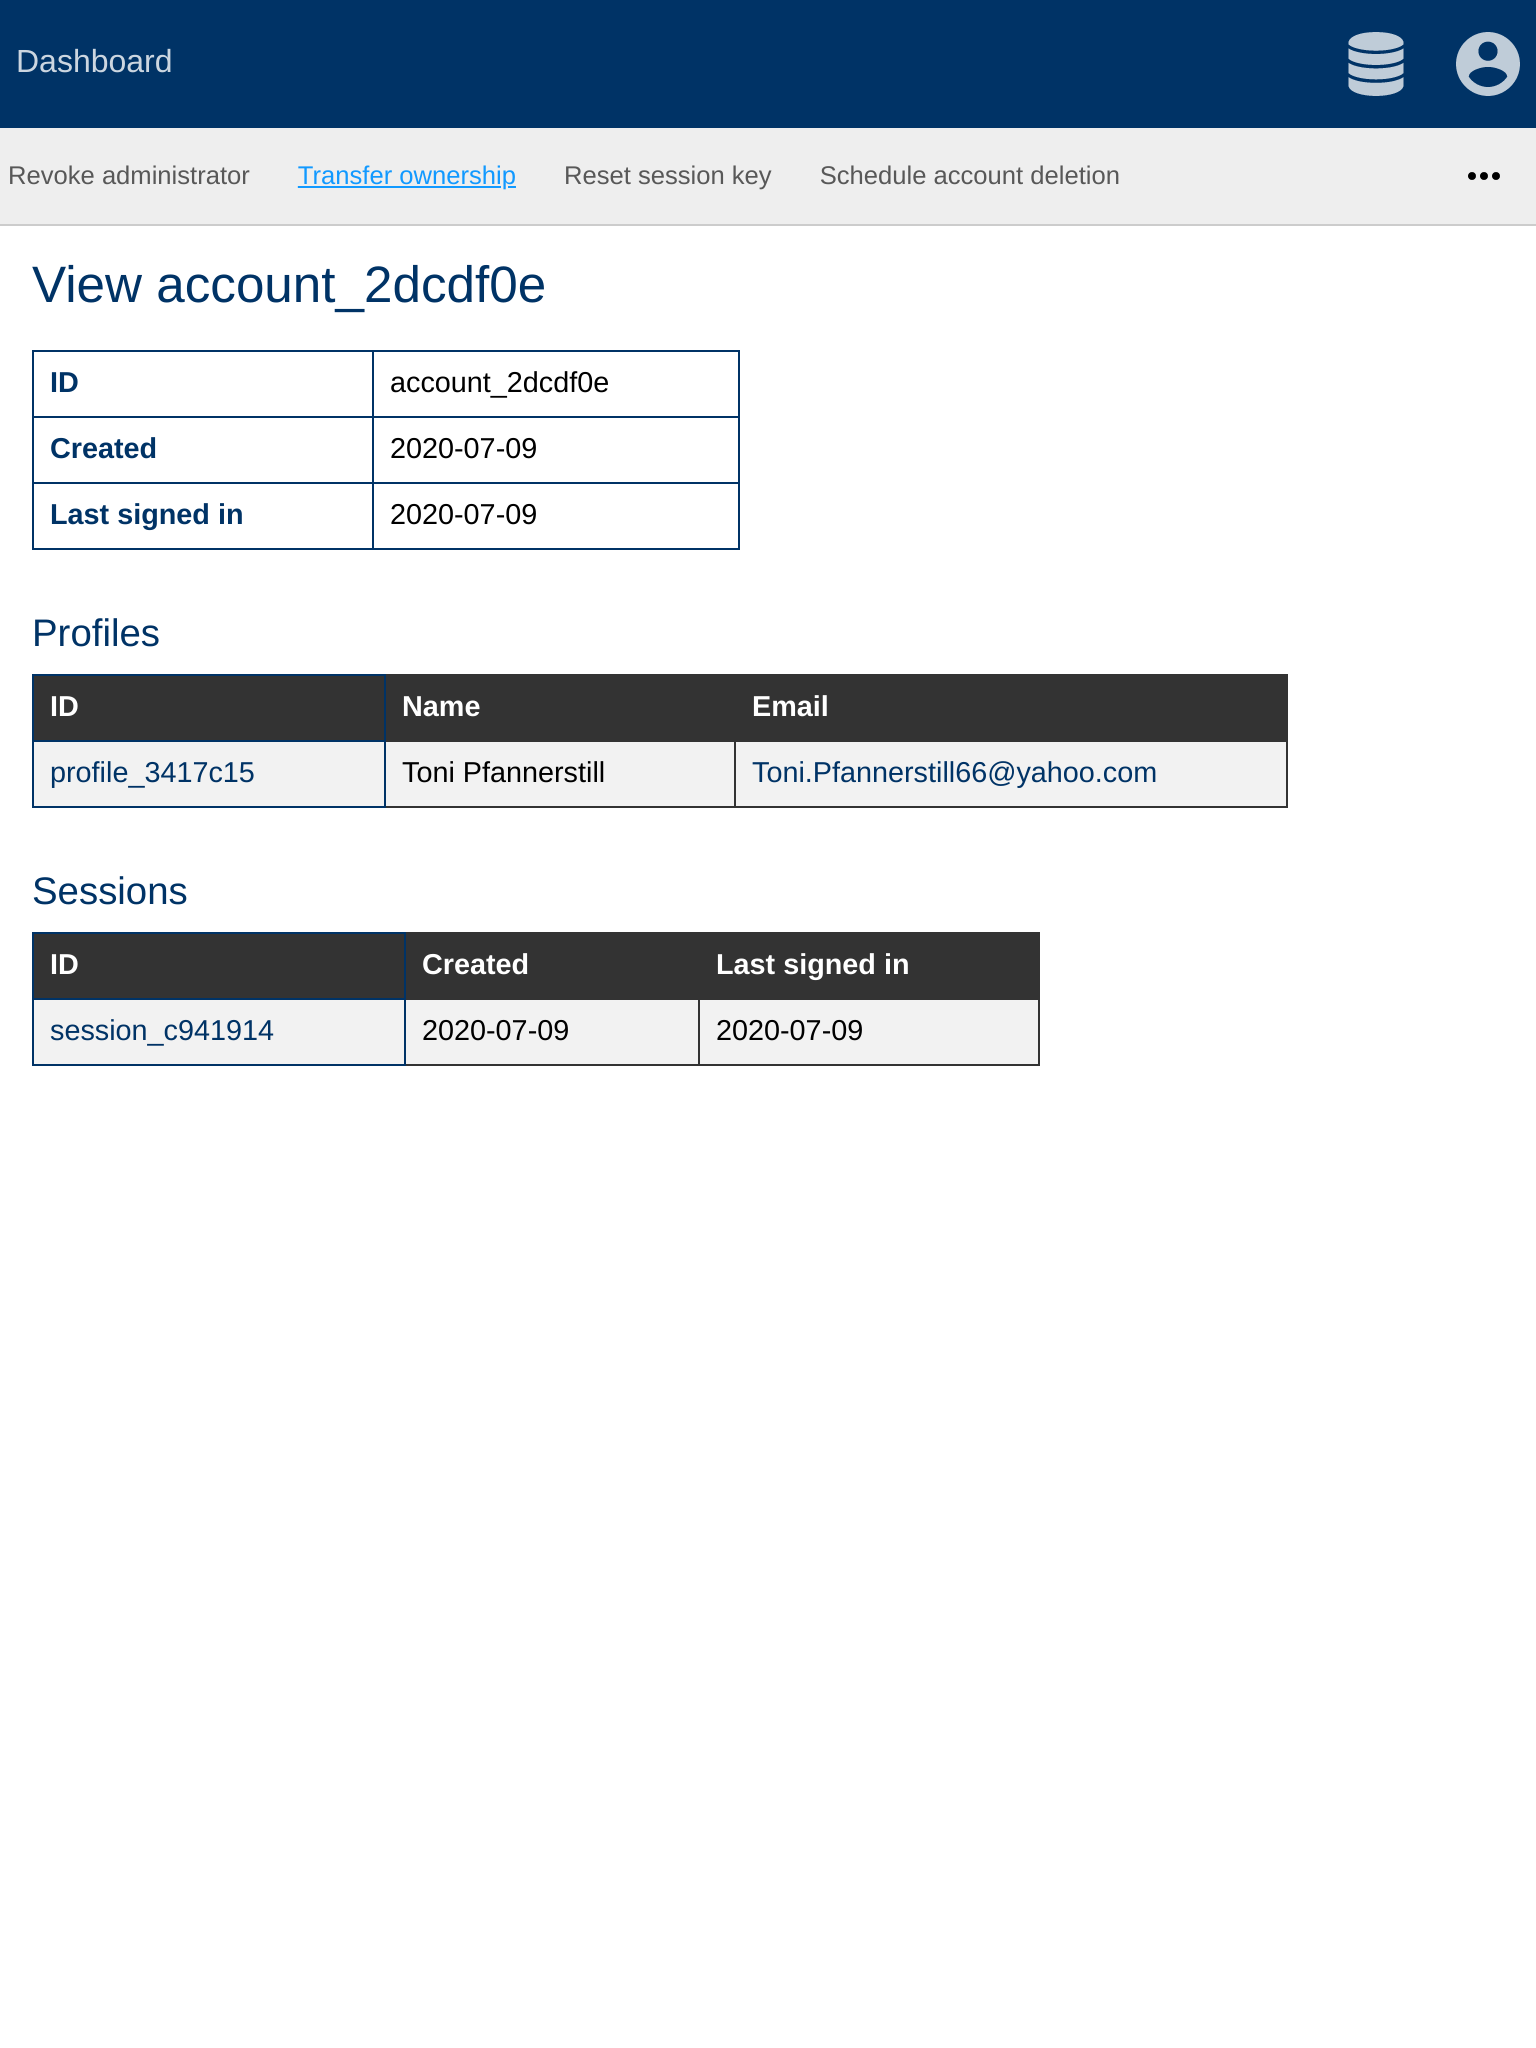 Dashboard
Revoke administrator Transfer ownership Reset session key Schedule account deletion
View account_2dcdf0e
ID account_2dcdf0e
Created 2020-07-09
Last signed in 2020-07-09
Profiles
ID Name Email
profile_3417c15 Toni Pfannerstill Toni.Pfannerstill66@yahoo.com
Sessions
ID Created Last signed in
session_c941914 2020-07-09 2020-07-09